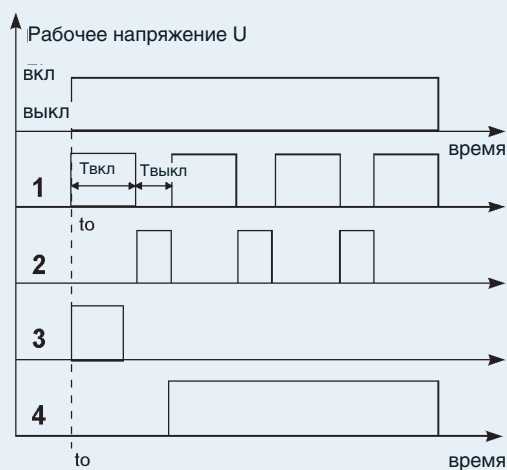 Рабочее напряжение U
вкл
выкл
время
Твкл
Твыкл
1
to
2
3
4
to
время